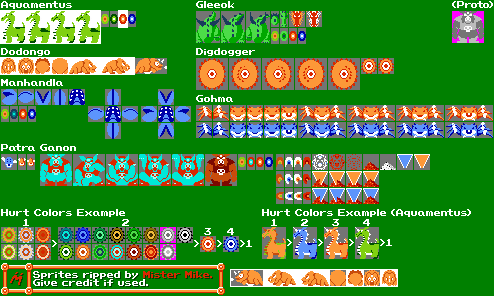 Aquamentus
Gleeok
(Proto)
Dodongo
Digdogger
Manhandla
Gohma
Patra Ganon
Hurt Colors Example
1 2 3 4
>1
Hurt Colors Example (Aquamentus)
1 2 3 4
> > > >1
Sprites ripped by Mister Mike.
Give credit if used.